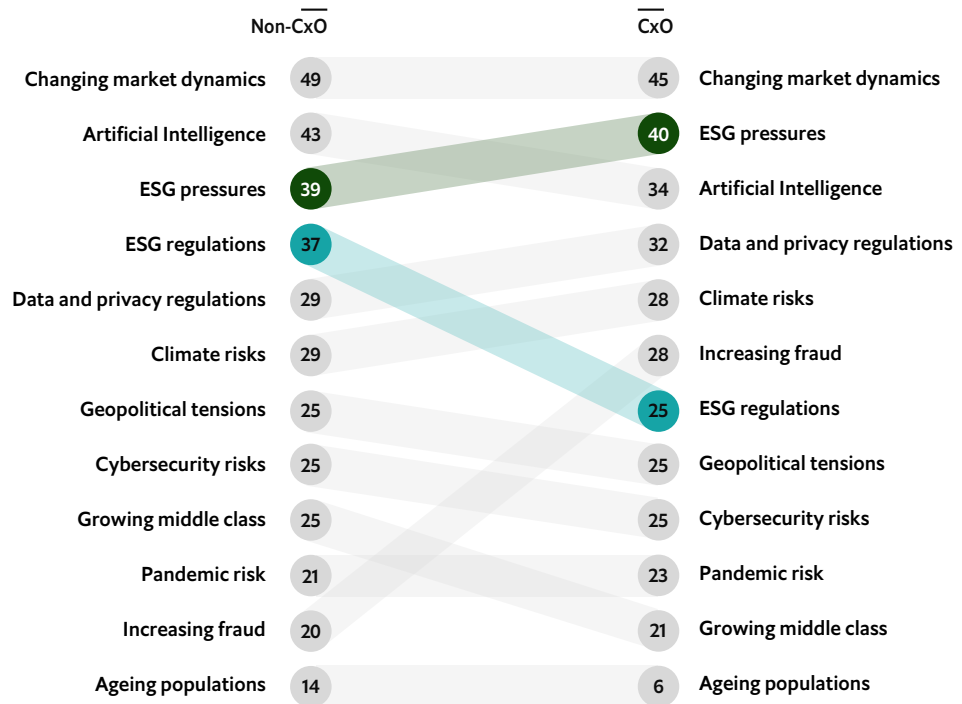 Non-CxO CxO
Changing market dynamics 49 45 Changing market dynamics
Artificial Intelligence 43 40 ESG pressures
ESG pressures 39 34 Artificial Intelligence
ESG regulations 37 32 Data and privacy regulations
Data and privacy regulations 29 28 Climate risks
Climate risks 29 28 Increasing fraud
Geopolitical tensions 25 25 ESG regulations
Cybersecurity risks 25 25 Geopolitical tensions
Growing middle class 25 25 Cybersecurity risks
Pandemic risk 21 23 Pandemic risk
Increasing fraud 20 21 Growing middle class
Ageing populations 14 6 Ageing populations